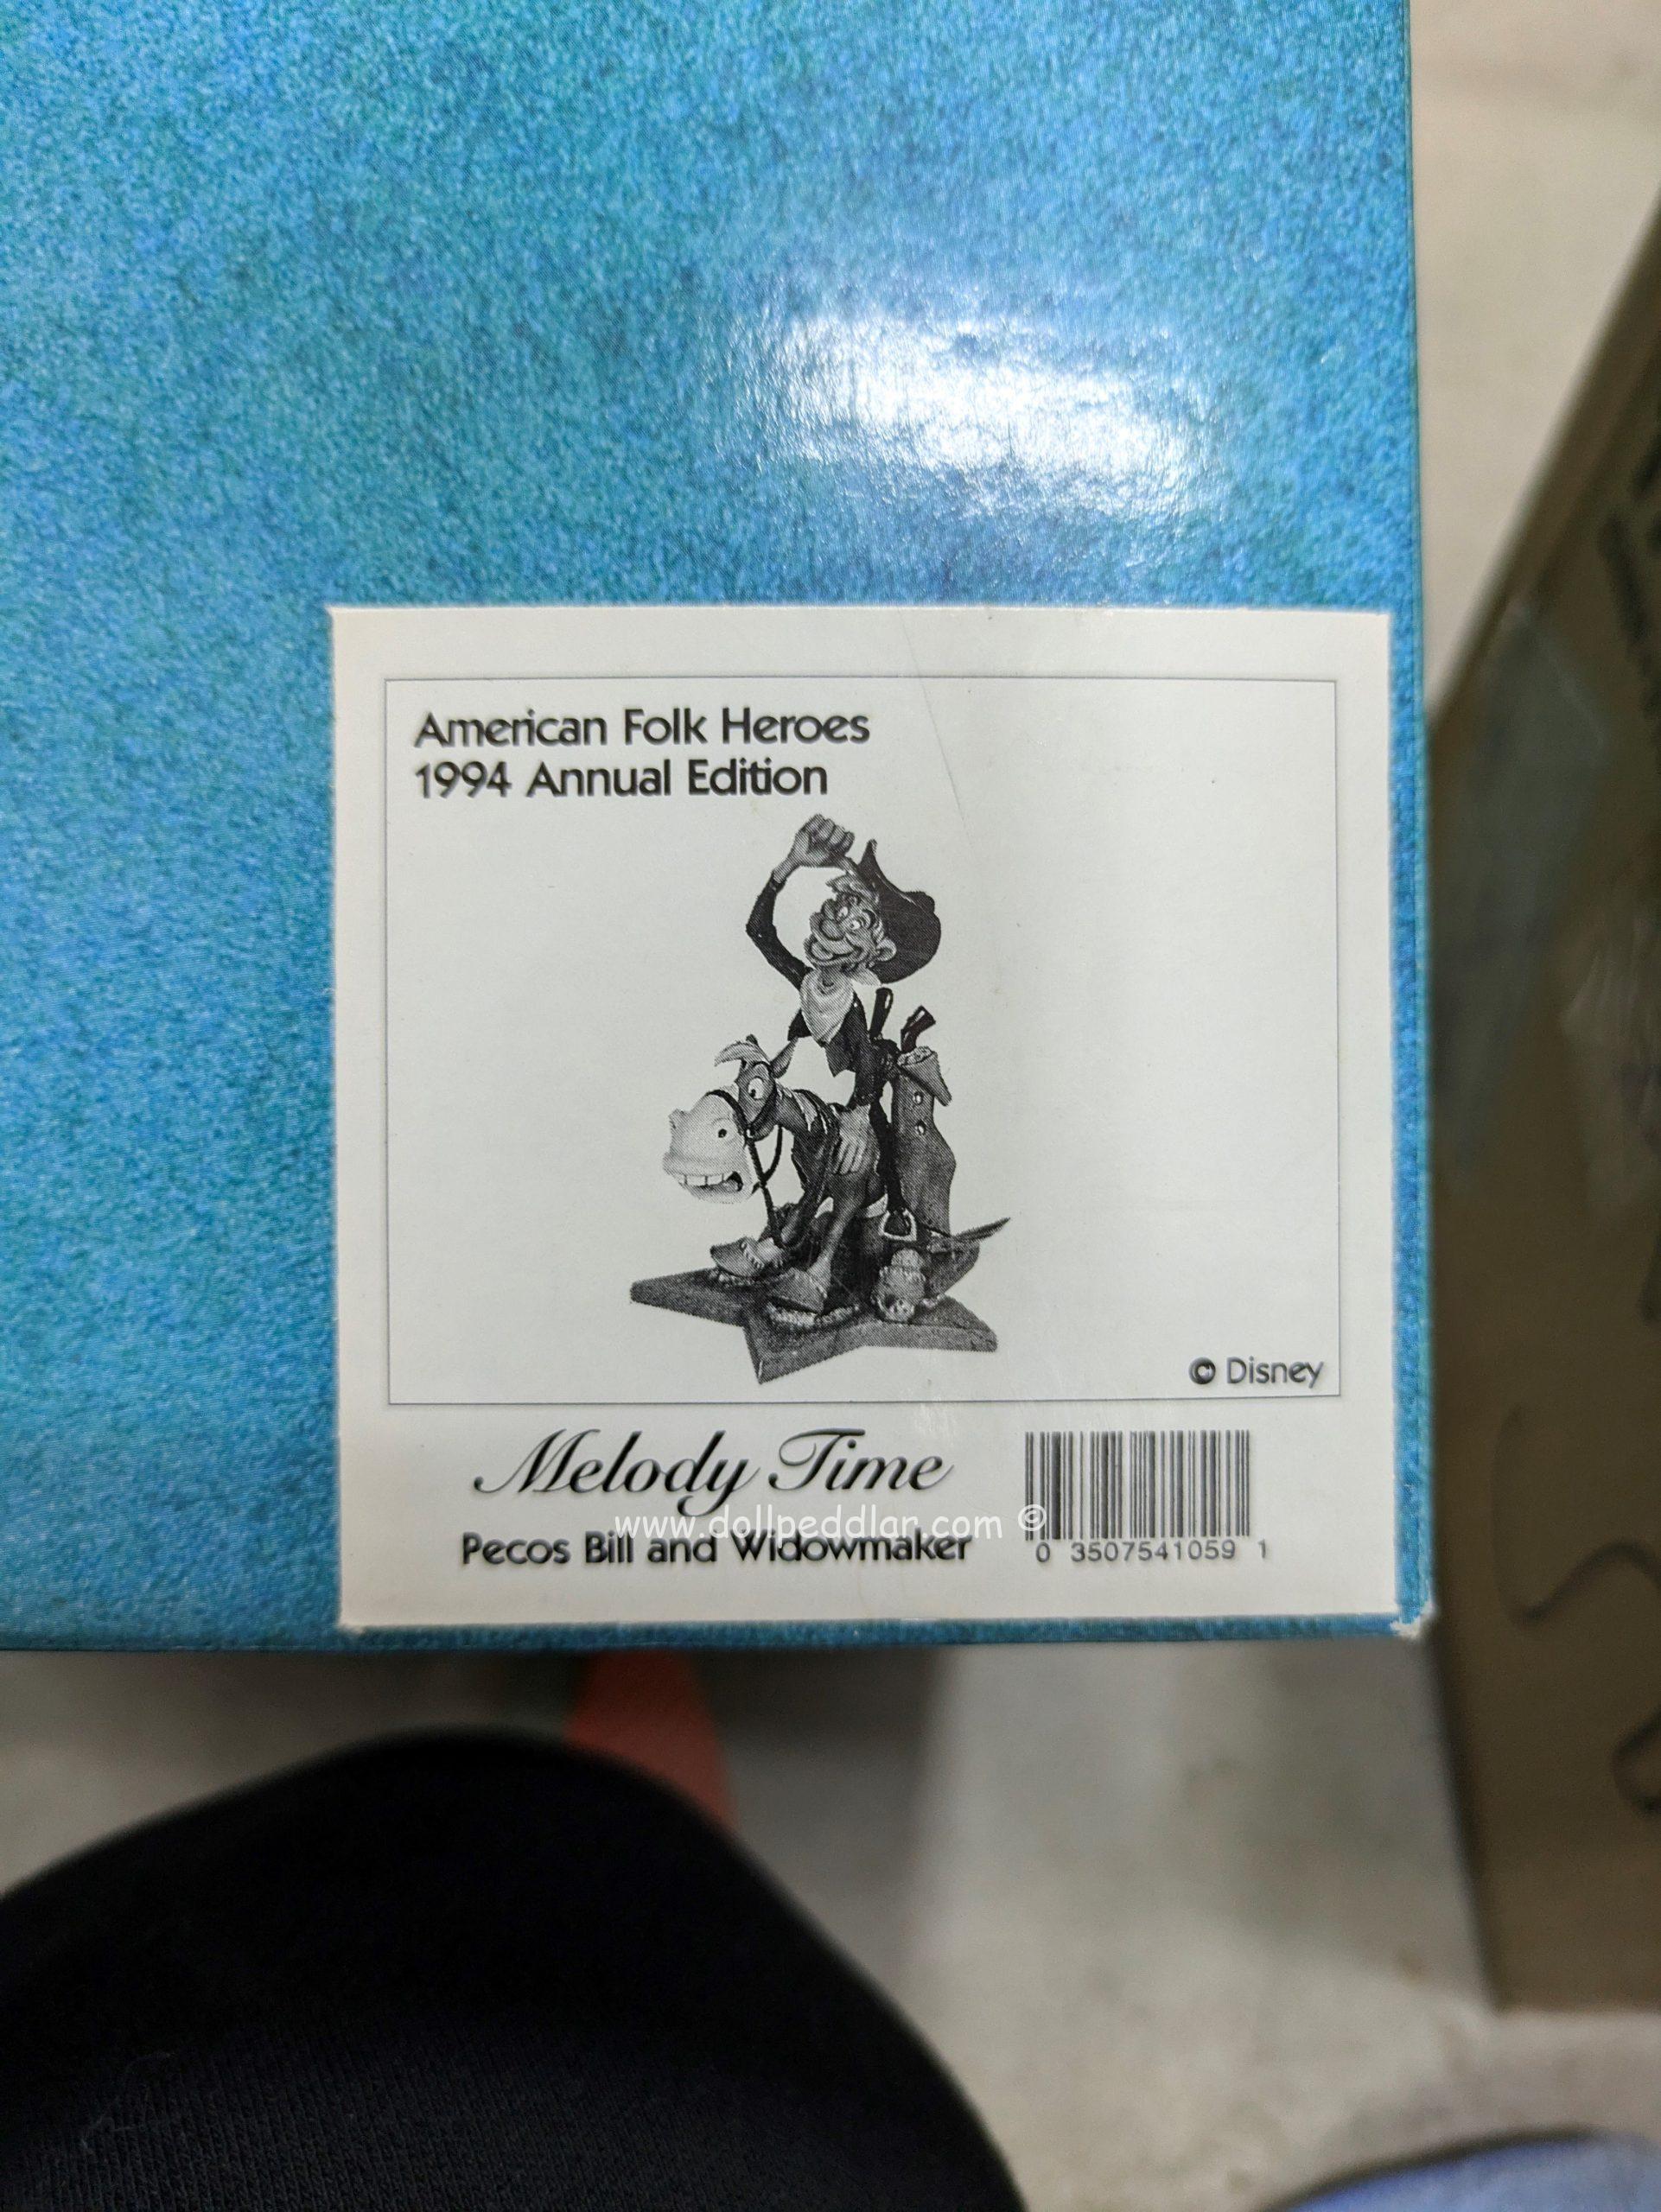 American Folk Heroes
1994 Annual Edition
© Disney
Melody Time
www.dollpeddlar.com ©
Pecos Bill and Widowmaker
0 3507541059 1